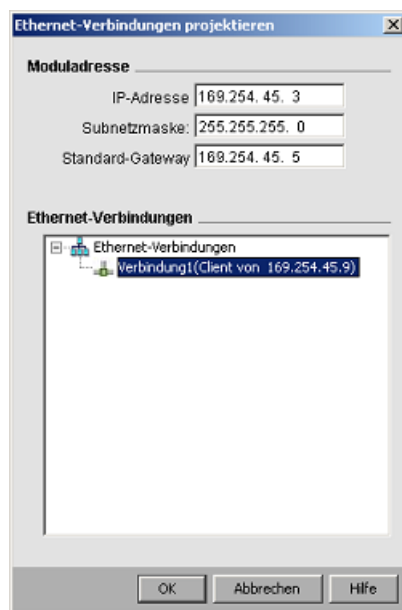 Ethernet-Verbindungen projektieren
Moduladresse
IP-Adresse 169.254. 45. 3
Subnetzmaske: 255.255.255. 0
Standard-Gateway 169.254. 45. 5
Ethernet-Verbindungen
Ethernet-Verbindungen
Verbindung1(Client von 169.254.45.9)
OK Abbrechen Hilfe